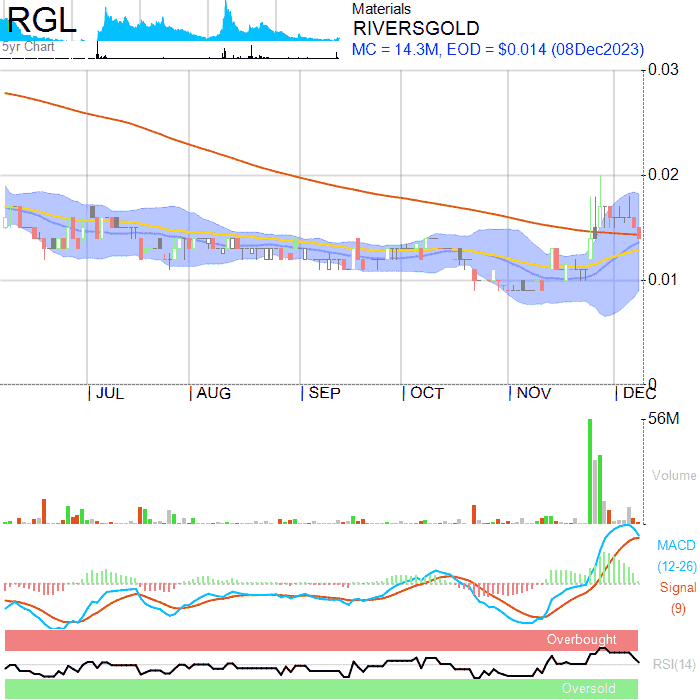 RGL
5yr Chart
Materials
RIVERSGOLD
MC = 14.3M, EOD = $0.014 (08Dec2023)
0.03
0.02
0.01
0
JUL AUG SEP OCT NOV DEC
56M
Volume
MACD
(12-26)
Signal
(9)
Overbought
RSI(14)
Oversold